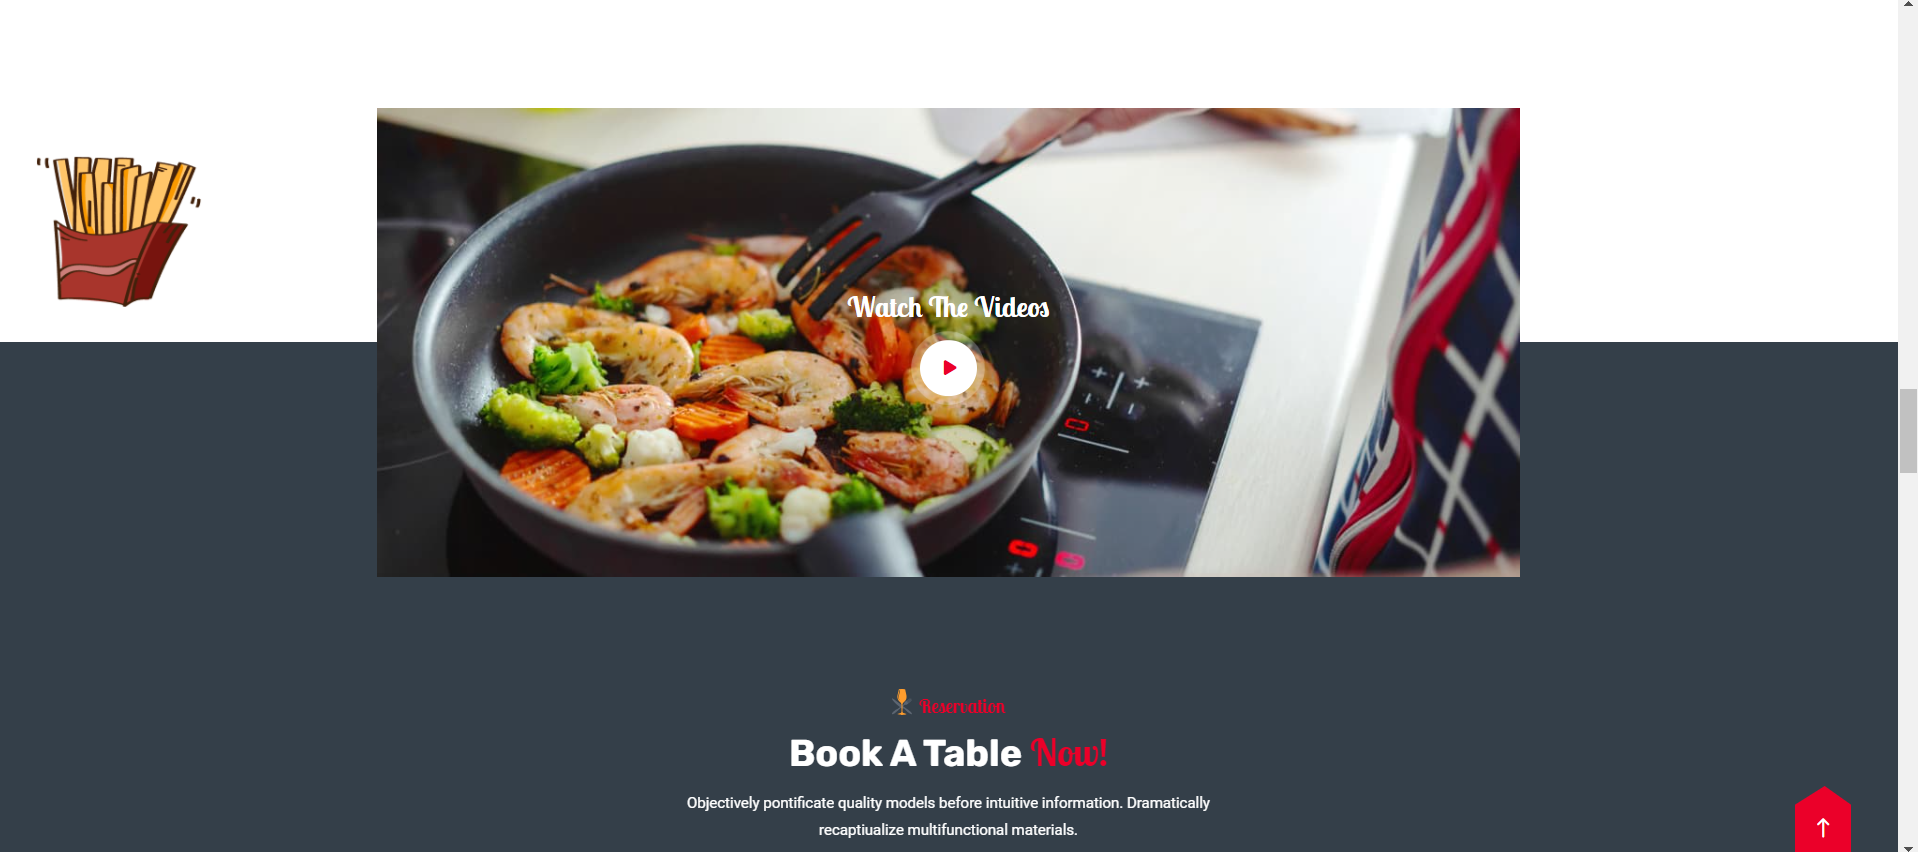 Watch The Videos
Reservation
Book A Table Now!
Objectively pontificate quality models before intuitive information. Dramatically
recaptiualize multifunctional materials.